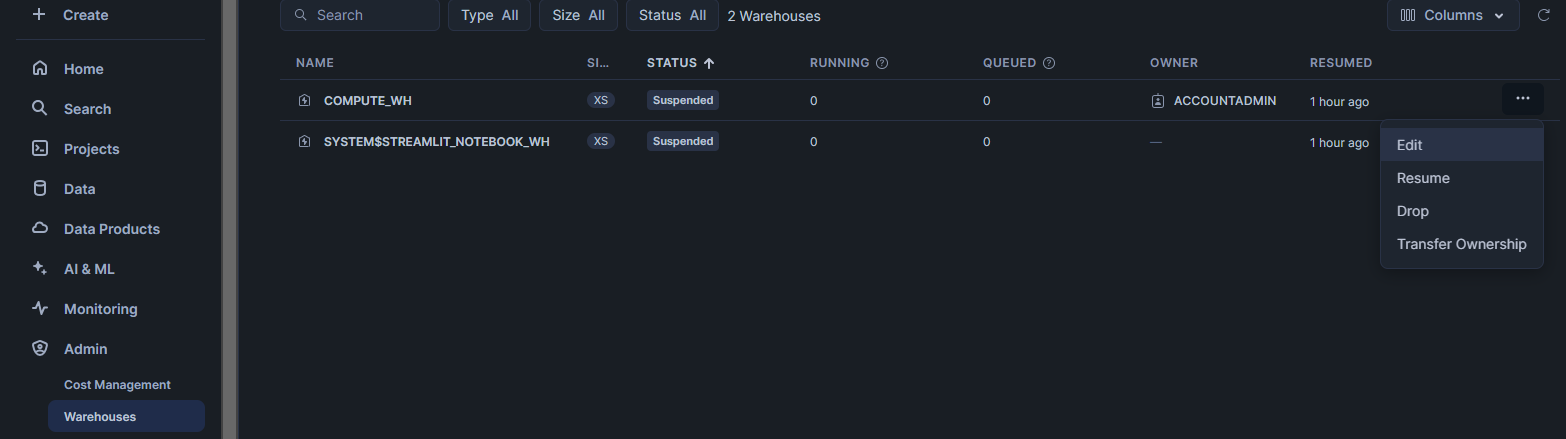 Create
Home
Search
Projects
Data
Data Products
AI & ML
Monitoring
Admin
Cost Management
Warehouses
Search
Type All
Size All
Status All
2 Warehouses
Columns
NAME SI... STATUS RUNNING QUEUED OWNER RESUMED
COMPUTE_WH XS Suspended 0 0 ACCOUNTADMIN 1 hour ago
SYSTEM$STREAMLIT_NOTEBOOK_WH XS Suspended 0 0 — 1 hour ago
Edit
Resume
Drop
Transfer Ownership